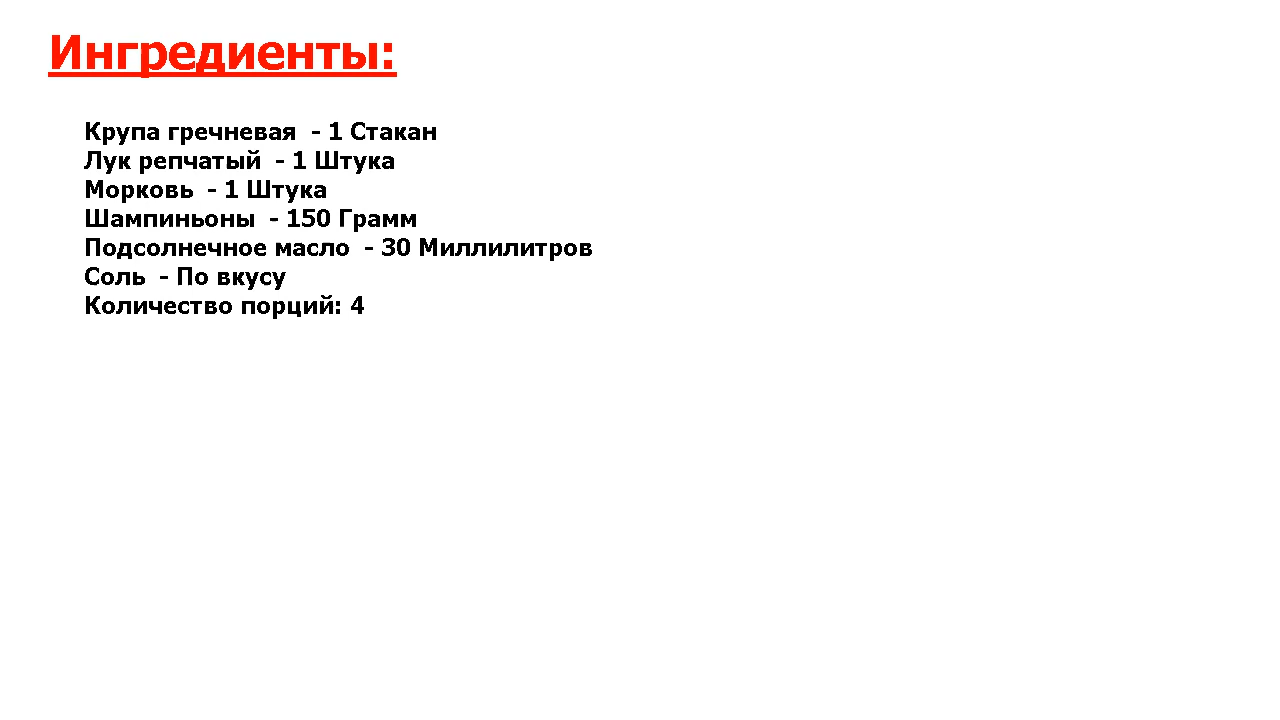 Ингредиенты:
Крупа гречневая  - 1 Стакан
Лук репчатый  - 1 Штука
Морковь  - 1 Штука
Шампиньоны  - 150 Грамм
Подсолнечное масло  - 30 Миллилитров
Соль  - По вкусу
Количество порций: 4